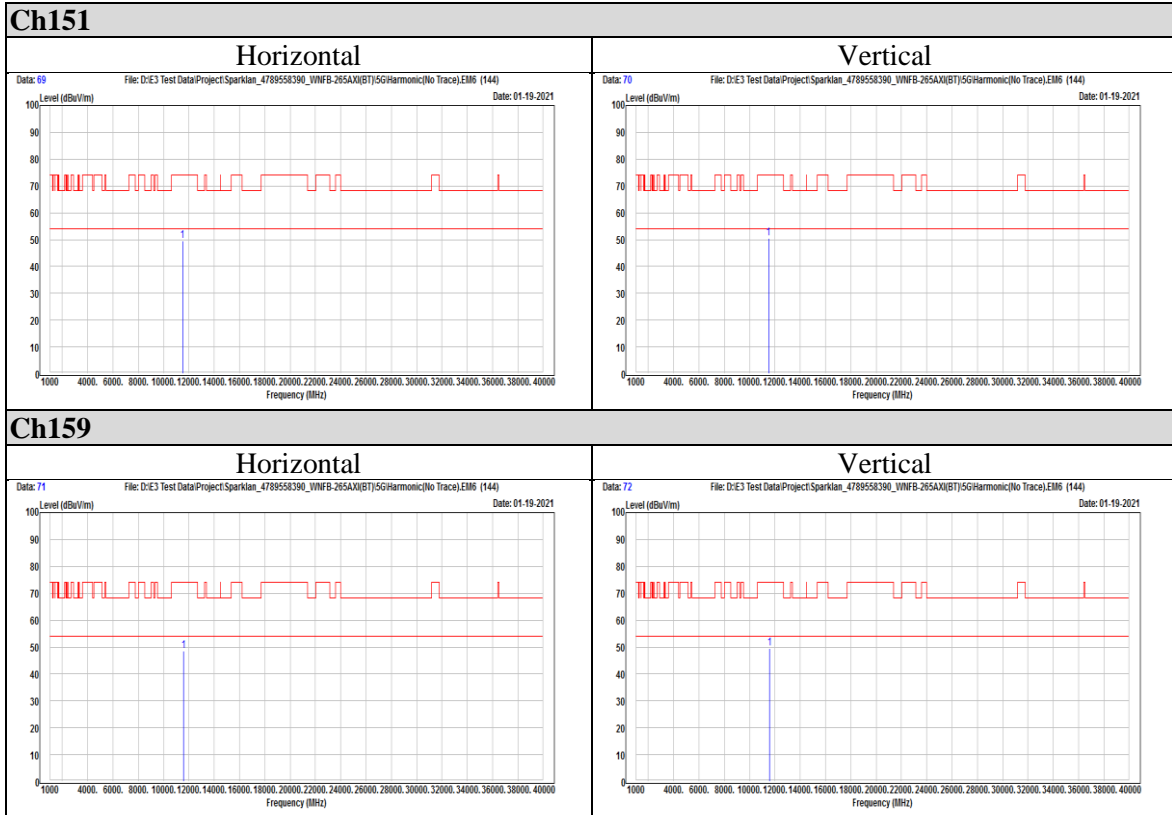 Ch151
Horizontal
Vertical
Data: 69 File: D:\E3 Test Data\Project\Sparklan_4789558390_WNFB-265AXI(BT)\5G\Harmonic(No Trace).EM6 (144)
100 Level (dBuV/m) Date: 01-19-2021
90
80
70
60
50
40
30
20
10
0
1
1000 4000. 6000. 8000. 10000. 12000. 14000. 16000. 18000. 20000. 22000. 24000. 26000. 28000. 30000. 32000. 34000. 36000. 38000. 40000
Frequency (MHz)
Data: 70 File: D:\E3 Test Data\Project\Sparklan_4789558390_WNFB-265AXI(BT)\5G\Harmonic(No Trace).EM6 (144)
100 Level (dBuV/m) Date: 01-19-2021
90
80
70
60
50
40
30
20
10
0
1
1000 4000. 6000. 8000. 10000. 12000. 14000. 16000. 18000. 20000. 22000. 24000. 26000. 28000. 30000. 32000. 34000. 36000. 38000. 40000
Frequency (MHz)
Ch159
Horizontal
Vertical
Data: 71 File: D:\E3 Test Data\Project\Sparklan_4789558390_WNFB-265AXI(BT)\5G\Harmonic(No Trace).EM6 (144)
100 Level (dBuV/m) Date: 01-19-2021
90
80
70
60
50
40
30
20
10
0
1
1000 4000. 6000. 8000. 10000. 12000. 14000. 16000. 18000. 20000. 22000. 24000. 26000. 28000. 30000. 32000. 34000. 36000. 38000. 40000
Frequency (MHz)
Data: 72 File: D:\E3 Test Data\Project\Sparklan_4789558390_WNFB-265AXI(BT)\5G\Harmonic(No Trace).EM6 (144)
100 Level (dBuV/m) Date: 01-19-2021
90
80
70
60
50
40
30
20
10
0
1
1000 4000. 6000. 8000. 10000. 12000. 14000. 16000. 18000. 20000. 22000. 24000. 26000. 28000. 30000. 32000. 34000. 36000. 38000. 40000
Frequency (MHz)